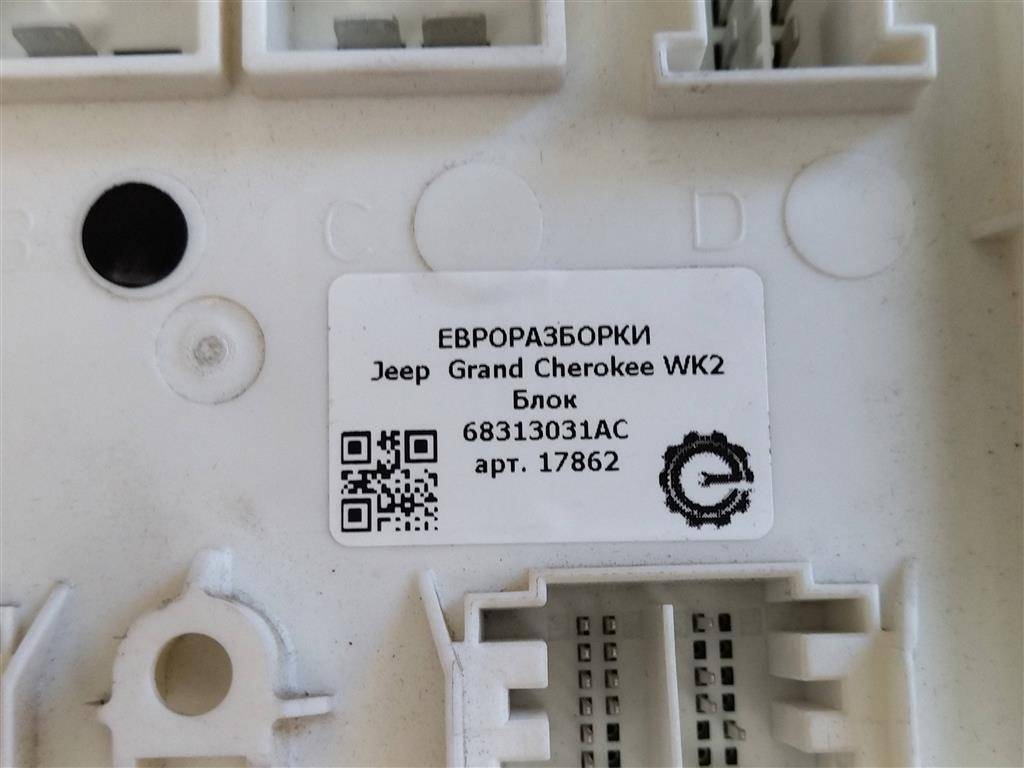 B C D
ЕВРОРАЗБОРКИ
Jeep Grand Cherokee WK2
Блок
68313031AC
арт. 17862